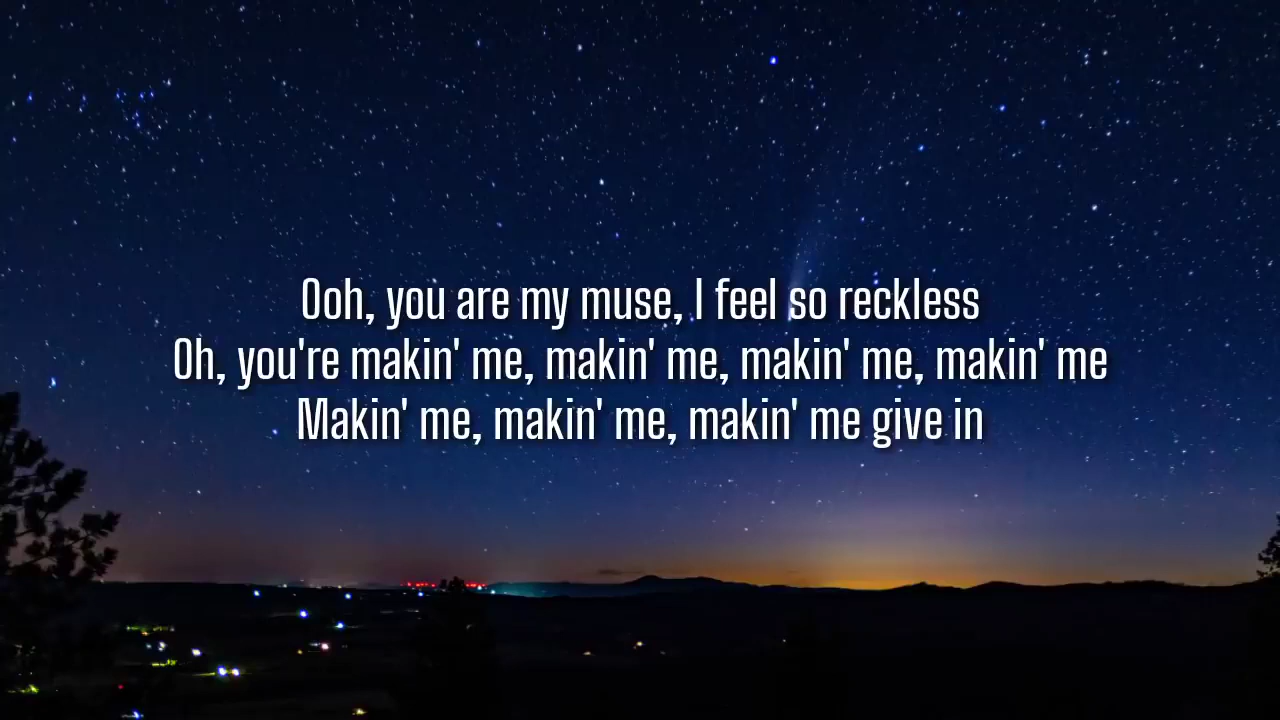 Ooh, you are my muse, I feel so reckless
Oh, you're makin' me, makin' me, makin' me, makin' me
Makin' me, makin' me, makin' me give in